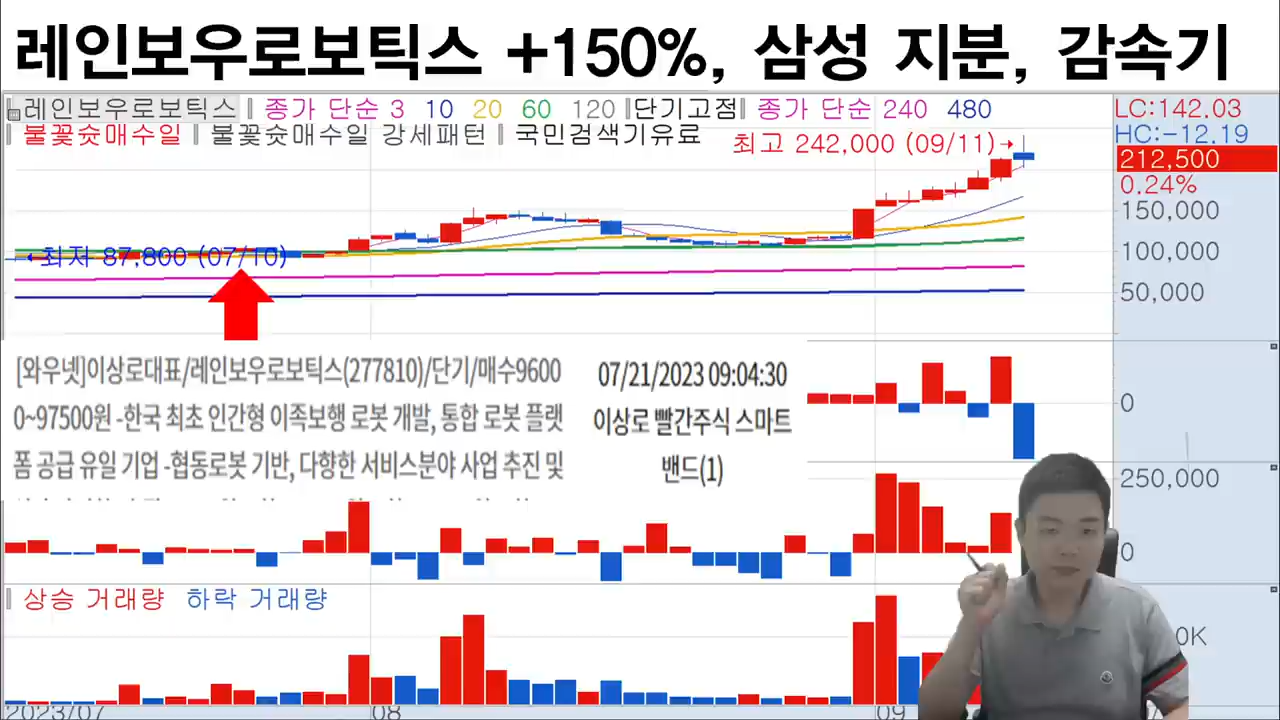 레인보우로보틱스 +150%, 삼성 지분, 감속기
레인보우로보틱스 종가 단순 3 10 20 60 120 단기고점 종가 단순 240 480
불꽃슛매수일 불꽃슛매수일 강세패턴 국민검색기유료
최고 242,000 (09/11)
LC:142.03
HC:-12.19
212,500
0.24%
150,000
100,000
50,000
최저 87,800 (07/10)
[와우넷]이상로대표/레인보우로보틱스(277810)/단기/매수9600
0~97500원 -한국 최초 인간형 이족보행 로봇 개발, 통합 로봇 플랫
폼 공급 유일 기업 -협동로봇 기반, 다양한 서비스분야 사업 추진 및
07/21/2023 09:04:30
이상로 빨간주식 스마트
밴드(1)
0
250,000
0
상승 거래량 하락 거래량
0K
2023/07 08 09